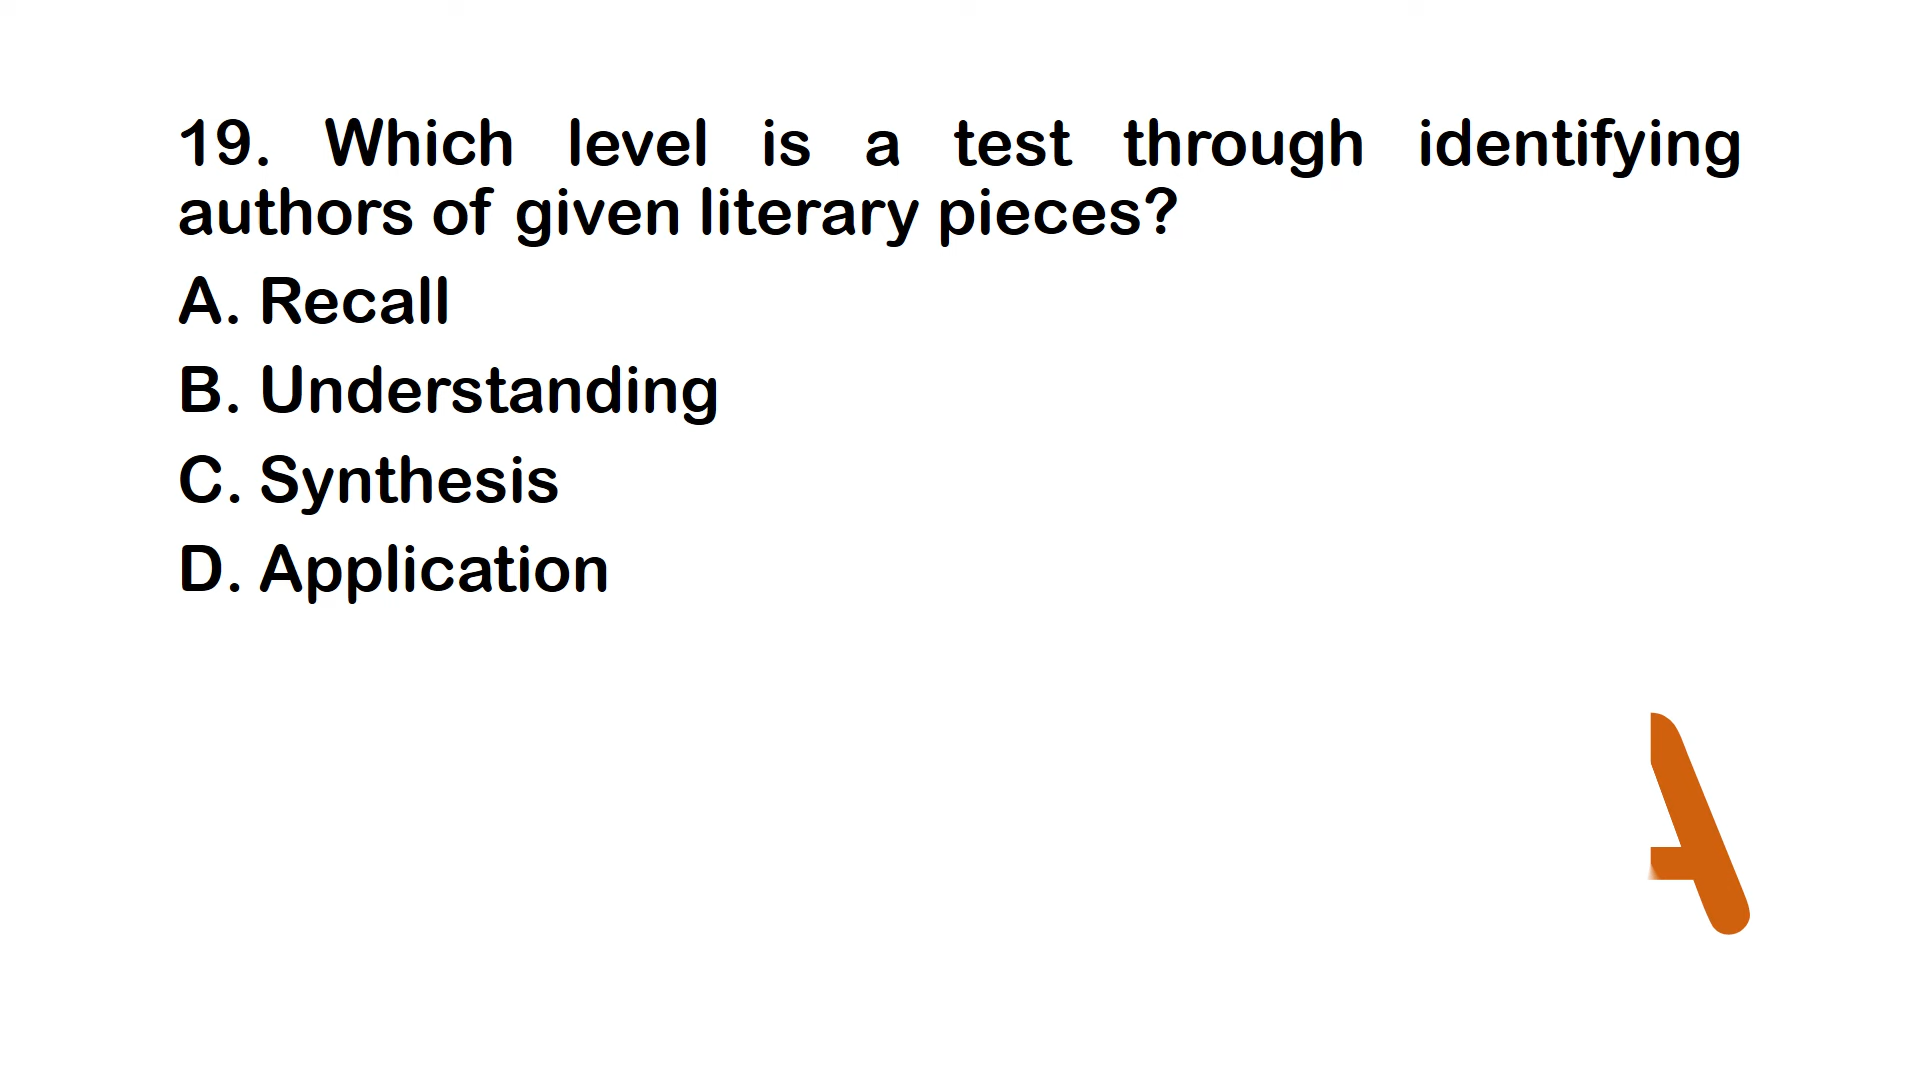 19. Which level is a test through identifying
authors of given literary pieces?
A. Recall
B. Understanding
C. Synthesis
D. Application
A